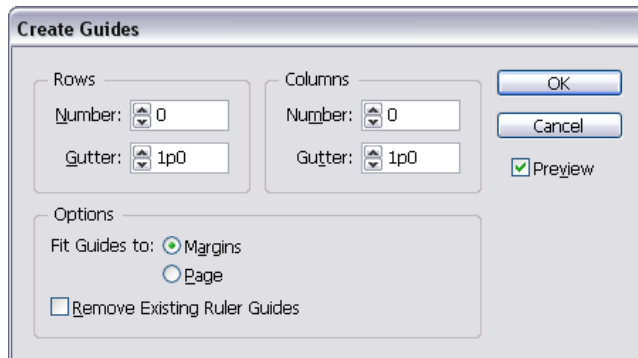 Create Guides
Rows
Number: 0
Gutter: 1p0
Columns
Number: 0
Gutter: 1p0
OK
Cancel
Preview
Options
Fit Guides to: Margins
Page
Remove Existing Ruler Guides